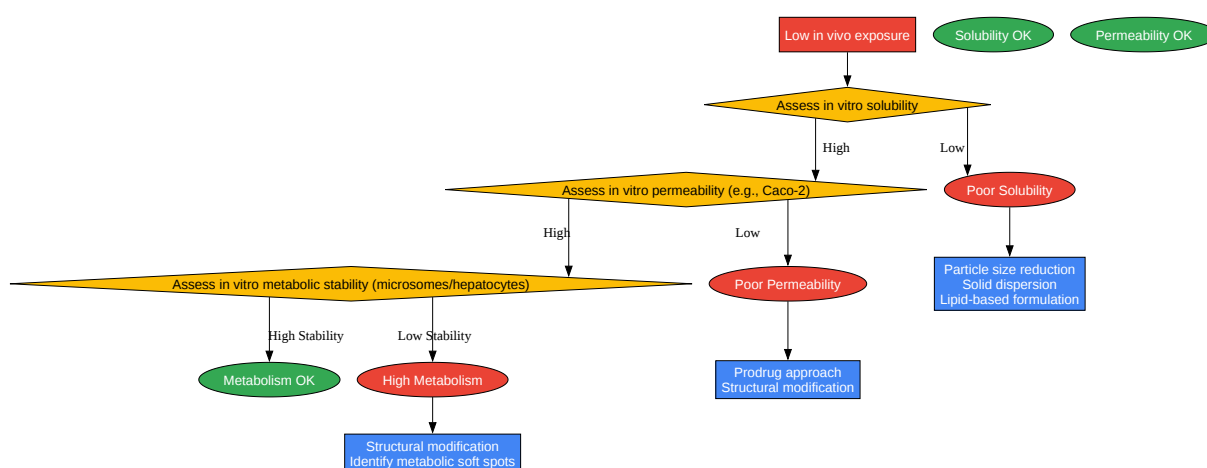 Low in vivo exposure
Solubility OK
Permeability OK
Assess in vitro solubility
High
Low
Assess in vitro permeability (e.g., Caco-2)
Poor Solubility
High
Low
Particle size reduction
Solid dispersion
Lipid-based formulation
Assess in vitro metabolic stability (microsomes/hepatocytes)
Poor Permeability
High Stability
Low Stability
Prodrug approach
Structural modification
Metabolism OK
High Metabolism
Structural modification
Identify metabolic soft spots